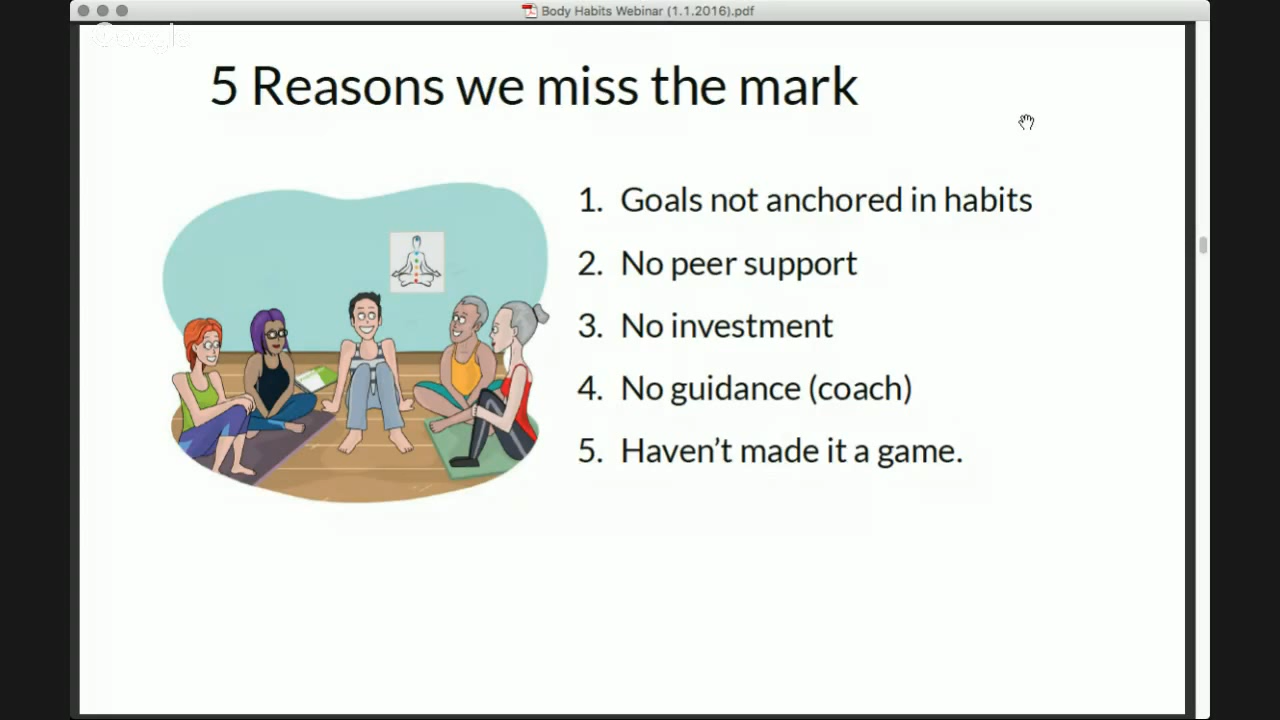 Body Habits Webinar (1.1.2016).pdf
Google
5 Reasons we miss the mark
1. Goals not anchored in habits
2. No peer support
3. No investment
4. No guidance (coach)
5. Haven’t made it a game.